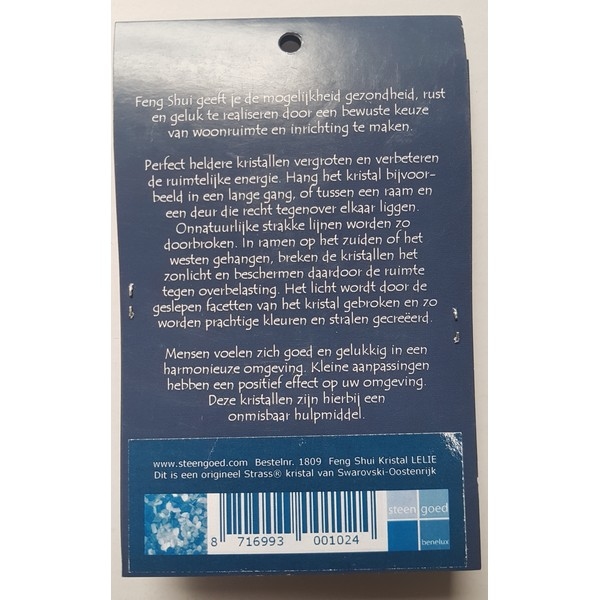 Feng Shui geeft je de mogelijkheid gezondheid, rust
en geluk te realiseren door een bewuste keuze
van woonruimte en inrichting te maken.
Perfect heldere kristallen vergroten en verbeteren
de ruimtelijke energie. Hang het kristal bijvoor-
beeld in een lange gang, of tussen een raam en
een deur die recht tegenover elkaar liggen.
Onnatuurlijke strakke lijnen worden zo
doorbroken. In ramen op het zuiden of het
westen gehangen, breken de kristallen het
zonlicht en beschermen daardoor de ruimte
tegen overbelasting. Het licht wordt door de
geslepen facetten van het kristal gebroken en zo
worden prachtige kleuren en stralen gecreëerd.
Mensen voelen zich goed en gelukkig in een
harmonieuze omgeving. Kleine aanpassingen
hebben een positief effect op uw omgeving.
Deze kristallen zijn hierbij een
onmisbaar hulpmiddel.
www.steengoed.com Bestelnr. 1809 Feng Shui Kristal LELIE
Dit is een origineel Strass® kristal van Swarovski-Oostenrijk
steen goed
benelux
8 716993 001024